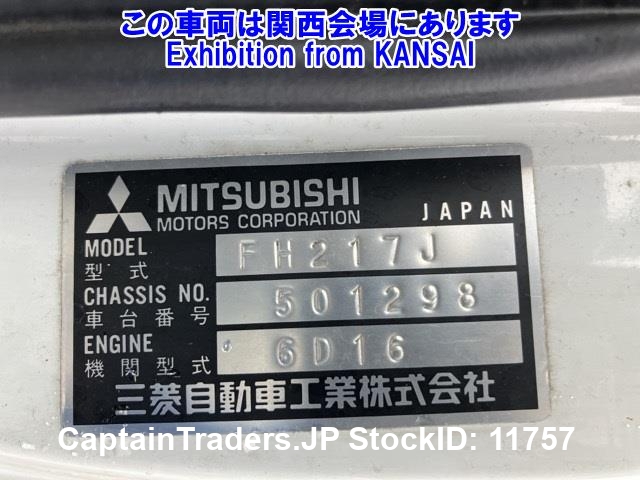 この車両は関西会場にあります
Exhibition from KANSAI
MITSUBISHI
MOTORS CORPORATION JAPAN
MODEL FH217J
型式
CHASSIS NO. 501298
車台番号
ENGINE 6D16
機関型式
三菱自動車工業株式会社
CaptainTraders.JP StockID: 11757